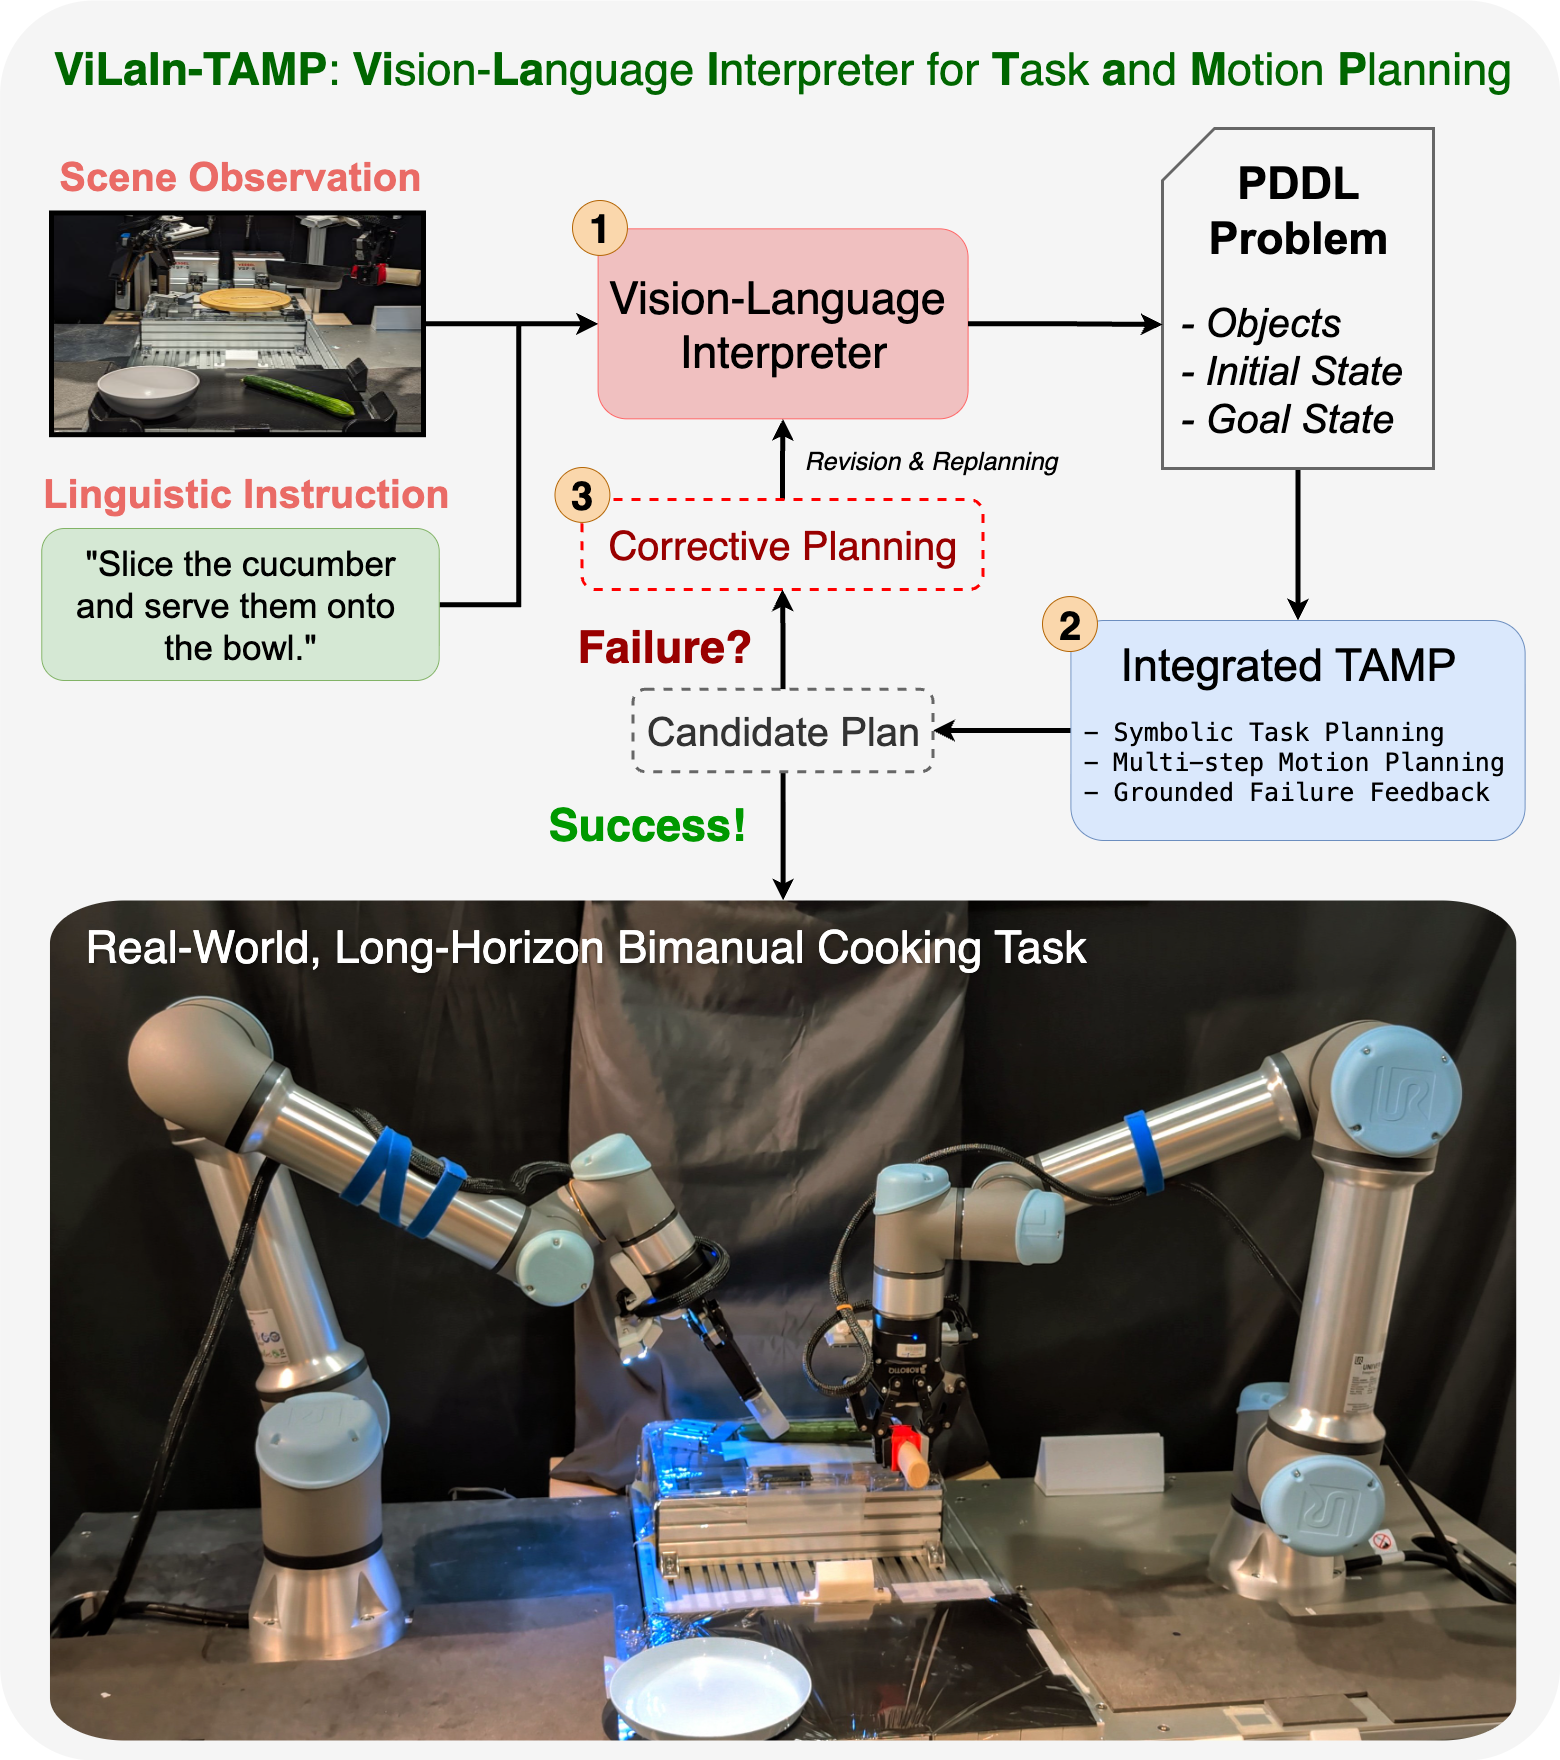 ViLaIn-TAMP: Vision-Language Interpreter for Task and Motion Planning
Scene Observation
Linguistic Instruction
"Slice the cucumber
and serve them onto
the bowl."
1
Vision-Language
Interpreter
PDDL
Problem
- Objects
- Initial State
- Goal State
Revision & Replanning
3
Corrective Planning
Failure?
2
Integrated TAMP
- Symbolic Task Planning
- Multi-step Motion Planning
- Grounded Failure Feedback
Candidate Plan
Success!
Real-World, Long-Horizon Bimanual Cooking Task
ROBOTIQ